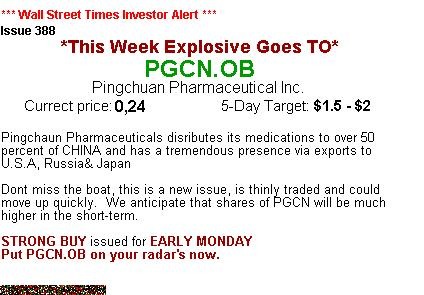 *** Wall Street Times Investor Alert ***
Issue 388
*This Week Explosive Goes TO*
PGCN.OB
Pingchuan Pharmaceutical Inc.
Currect price: 0,24 5-Day Target: $1.5 - $2
Pingchaun Pharmaceuticals disributes its medications to over 50
percent of CHINA and has a tremendous presence via exports to
U.S.A, Russia& Japan
Dont miss the boat, this is a new issue, is thinly traded and could
move up quickly. We anticipate that shares of PGCN will be much
higher in the short-term.
STRONG BUY issued for EARLY MONDAY
Put PGCN.OB on your radar's now.